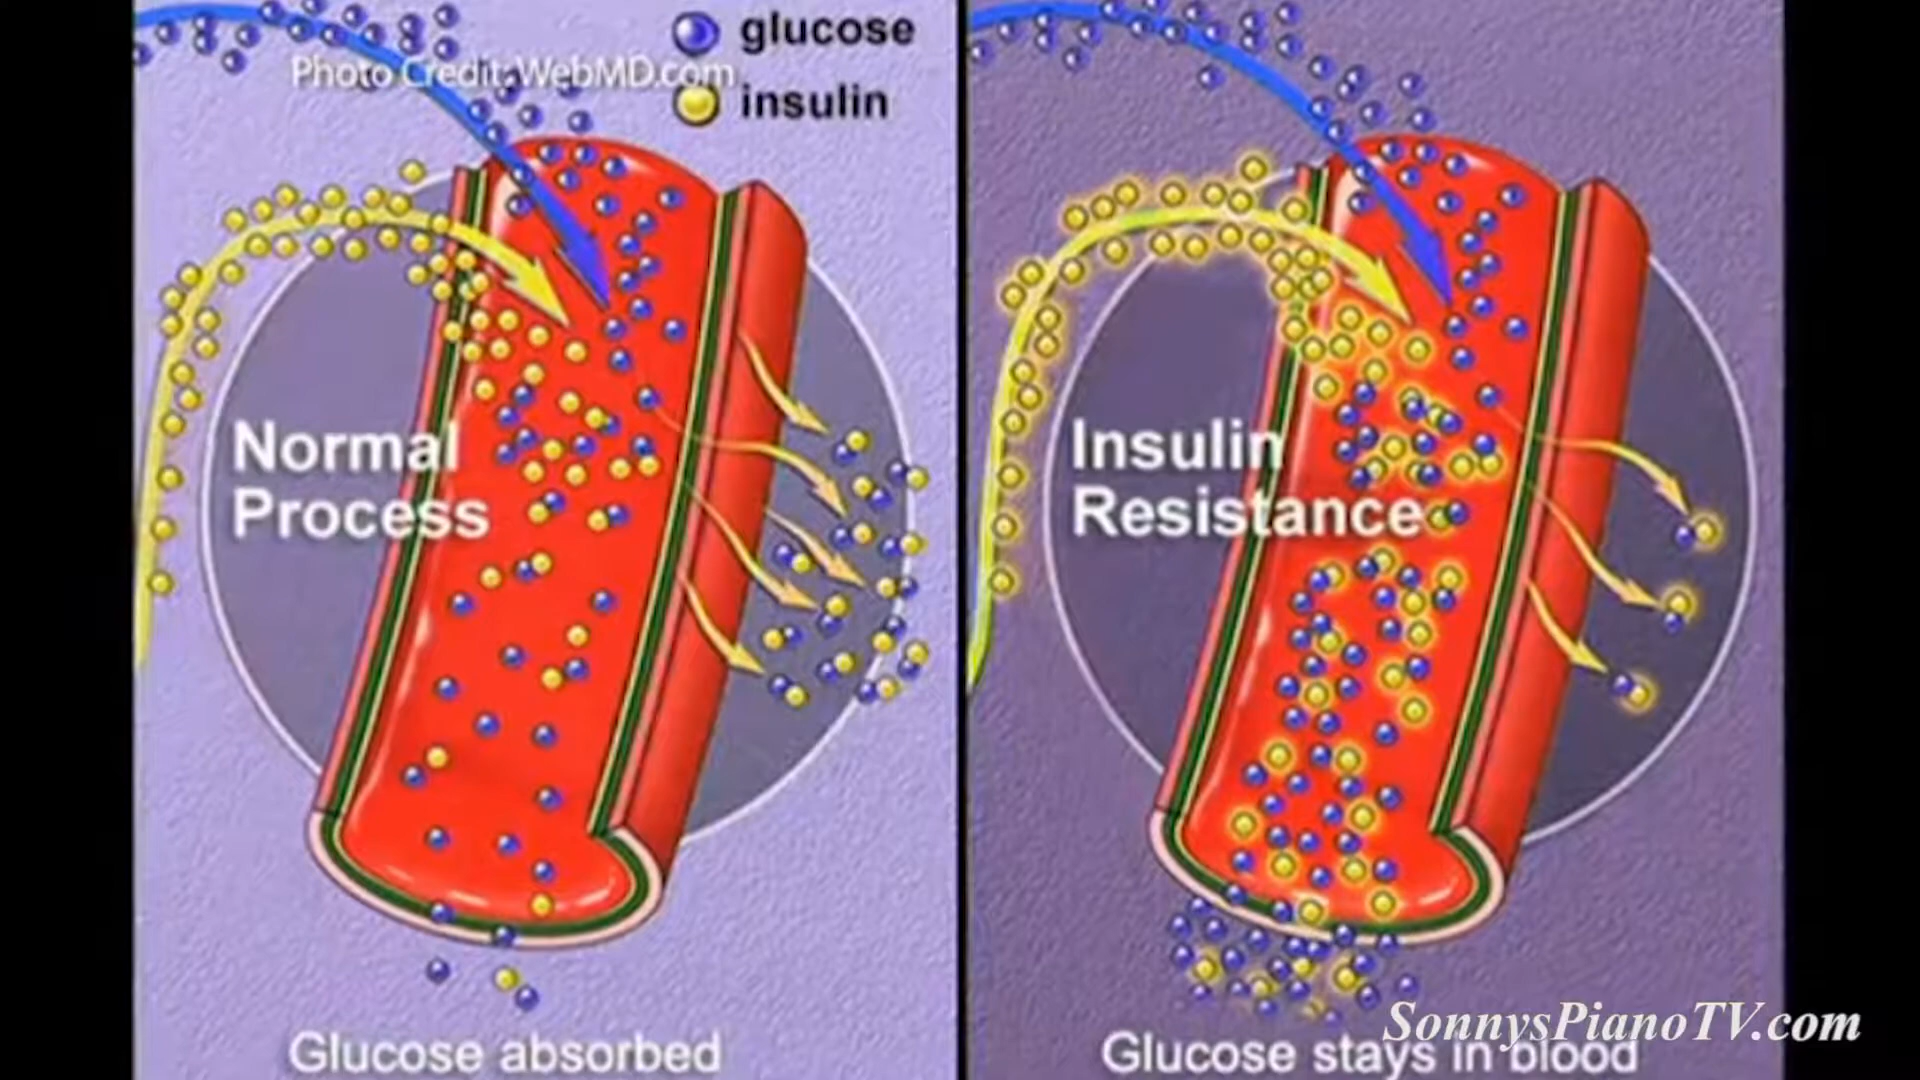 glucose
Photo Credit:WebMD.com
insulin
Normal
Process
Insulin
Resistance
Glucose absorbed
Glucose stays in blood
SonnysPianoTV.com